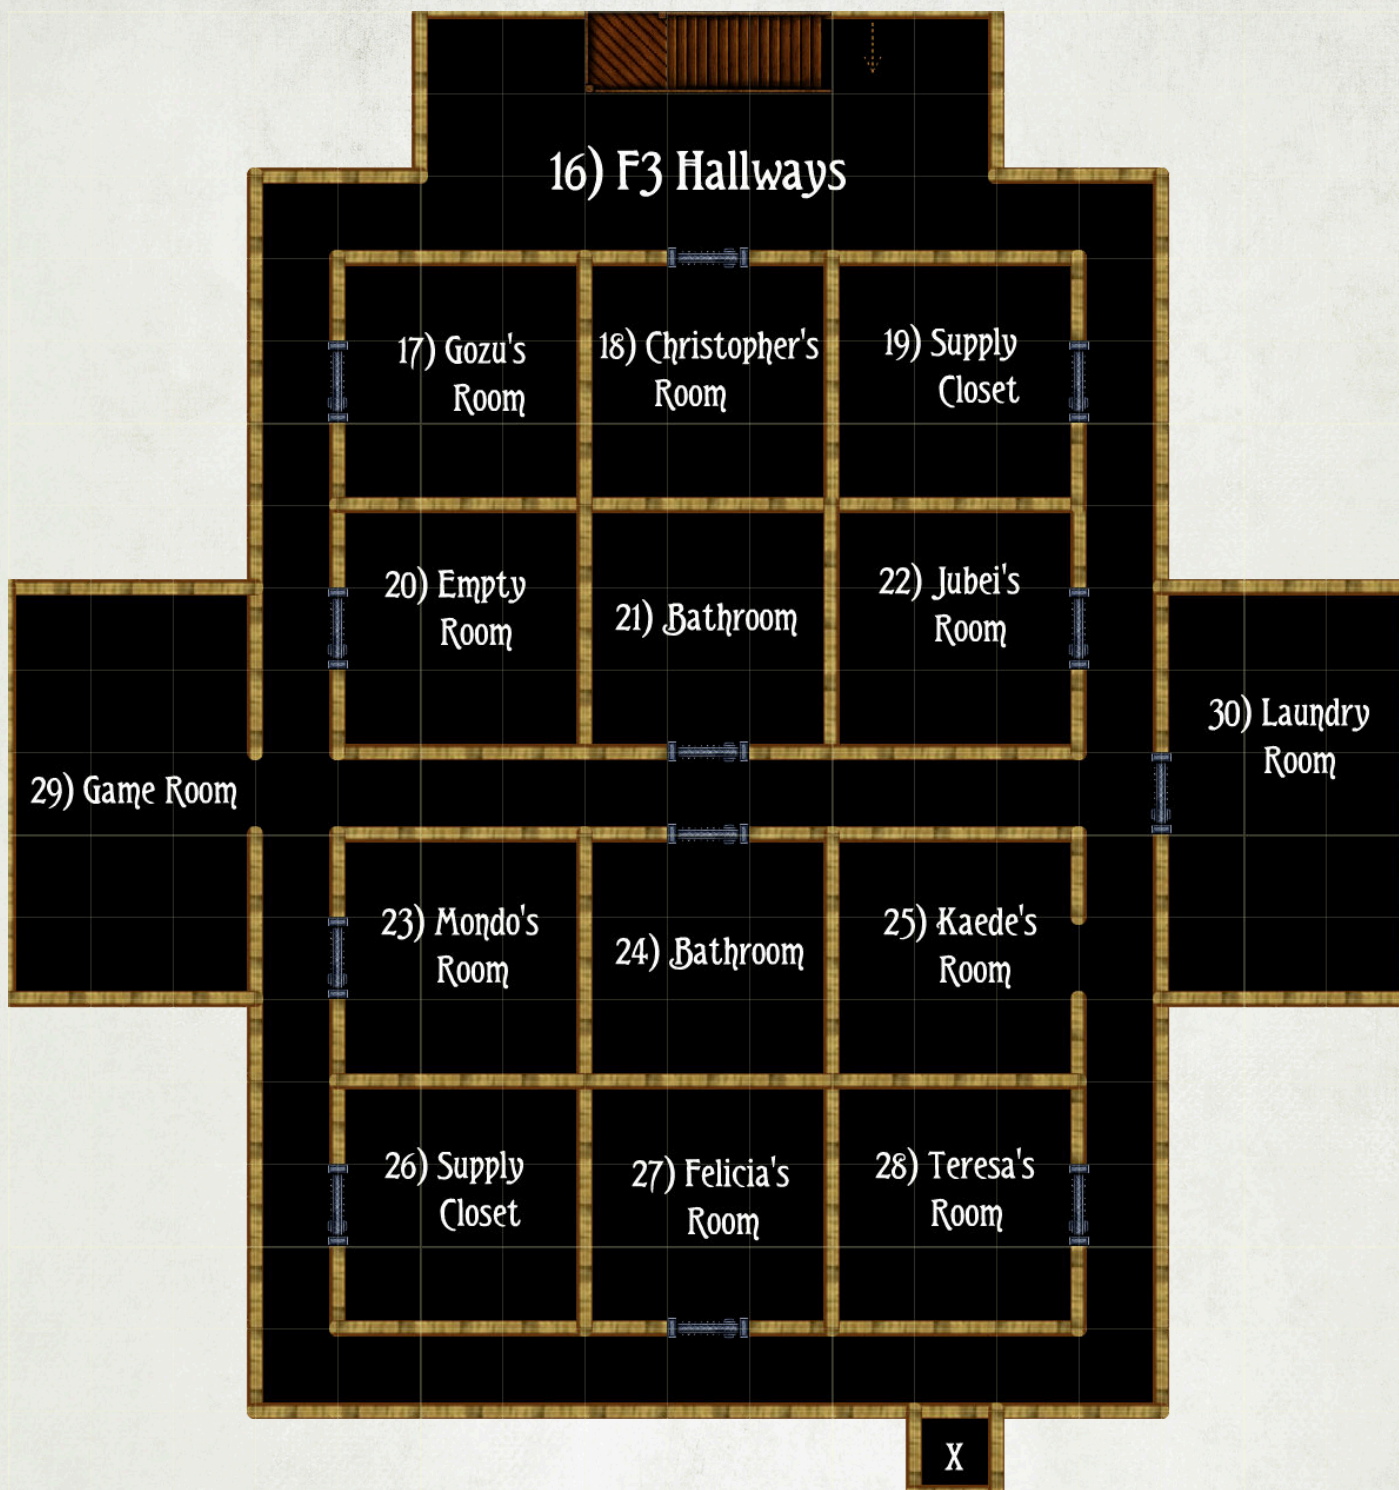 16) F3 Hallways
17) Gozu's
Room
18) Christopher's
Room
19) Supply
Closet
20) Empty
Room
21) Bathroom
22) Jubei's
Room
30) Laundry
Room
29) Game Room
23) Mondo's
Room
24) Bathroom
25) Kaede's
Room
26) Supply
Closet
27) Felicia's
Room
28) Teresa's
Room
X